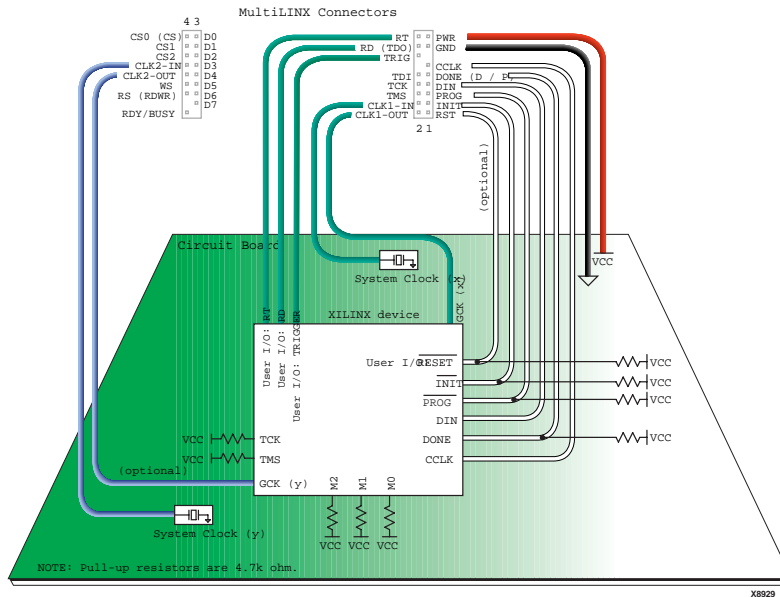 MultiLINX Connectors
4 3
CS0 (CS) D0
CS1 D1
CS2 D2
CLK2-IN D3
CLK2-OUT D4
WS D5
RS (RDWR) D6
D7
RDY/BUSY
RT PWR
RD (TDO) GND
TRIG
CCLK
TDI DONE (D / P)
TCK DIN
TMS PROG
CLK1-IN INIT
CLK1-OUT RST
2 1
(optional)
Circuit Board
VCC
System Clock (x)
GCK (x)
User I/O: RT
User I/O: RD
User I/O: TRIGGER
XILINX device
User I/O: RESET
VCC
INIT
VCC
PROG
VCC
DIN
VCC TCK
DONE
VCC
VCC TMS
CCLK
(optional)
GCK (y)
M2
M1
M0
System Clock (y)
VCC VCC VCC
NOTE: Pull-up resistors are 4.7k ohm.
X8929